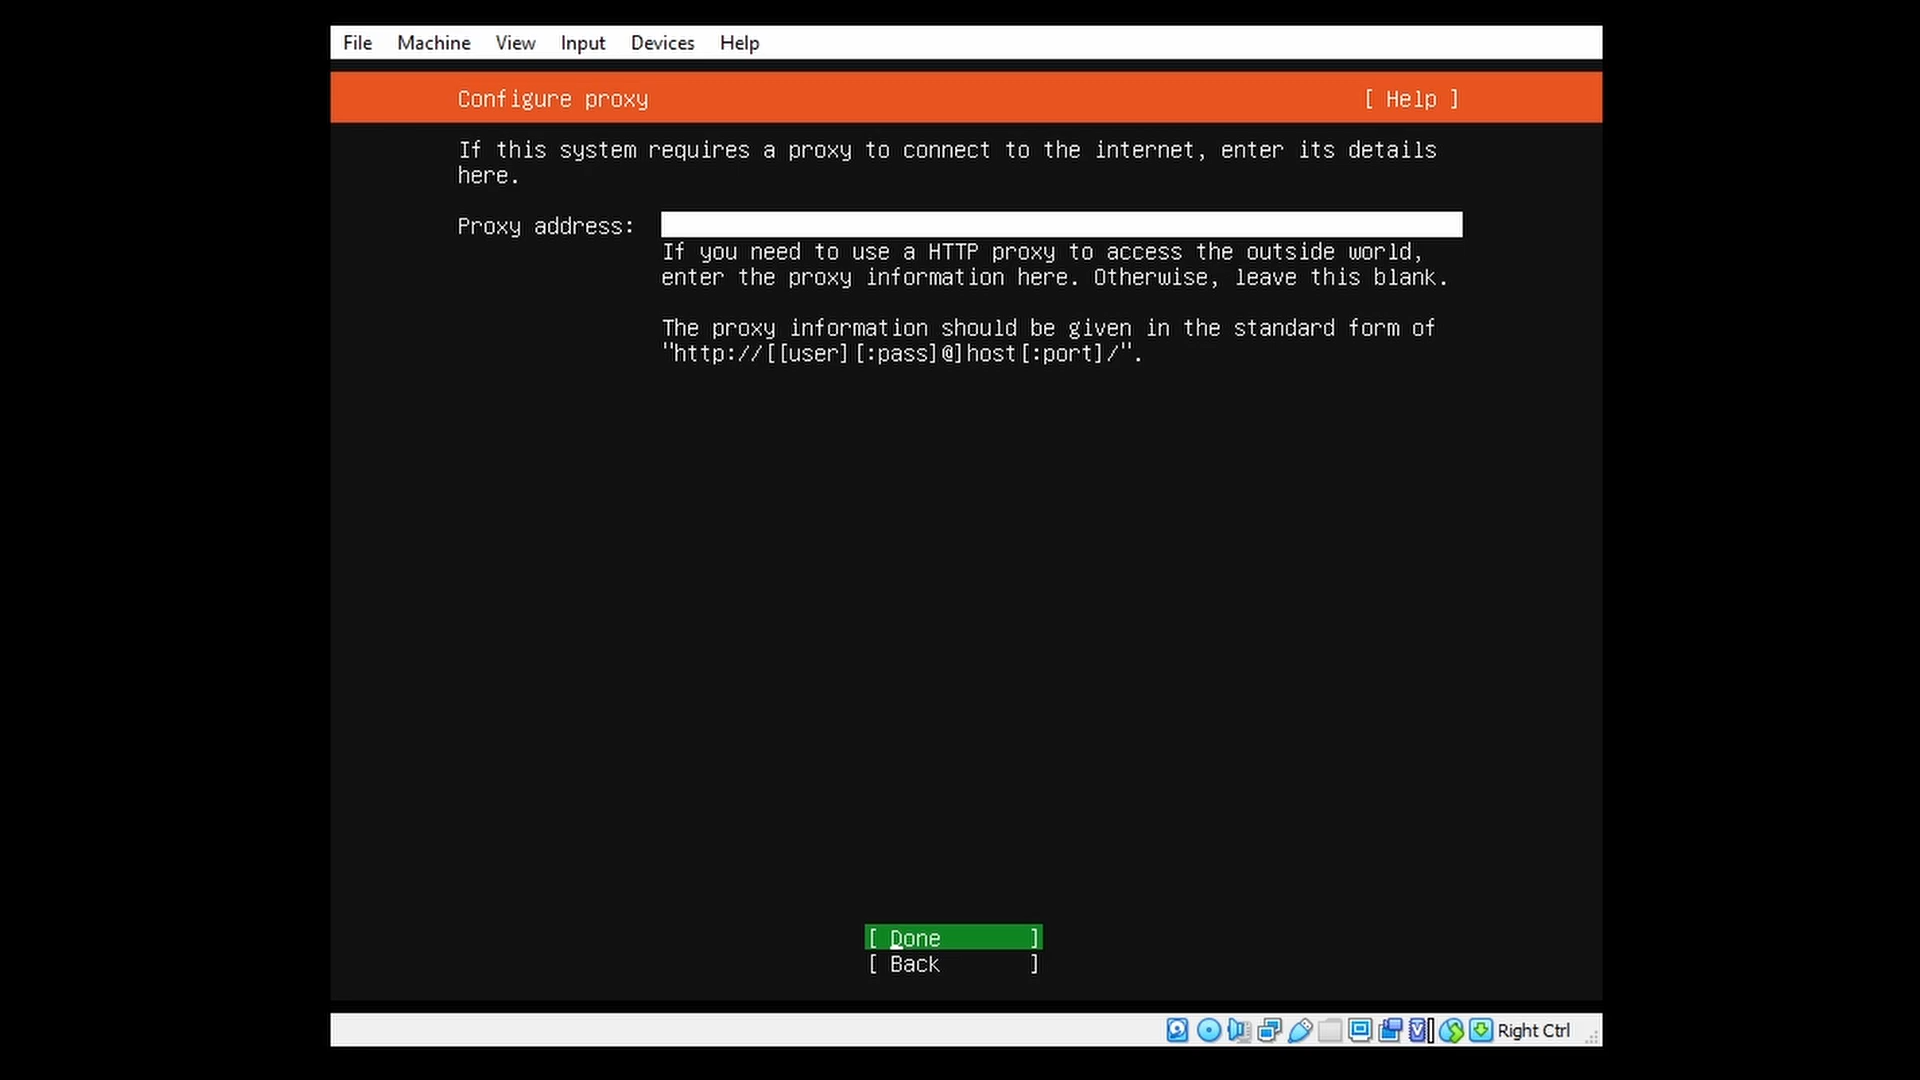 File Machine View Input Devices Help
Configure proxy [ Help ]
If this system requires a proxy to connect to the internet, enter its details
here.
Proxy address:
If you need to use a HTTP proxy to access the outside world,
enter the proxy information here. Otherwise, leave this blank.
The proxy information should be given in the standard form of
"http://[[user][:pass]@]host[:port]/".
[ Done ]
[ Back ]
Right Ctrl